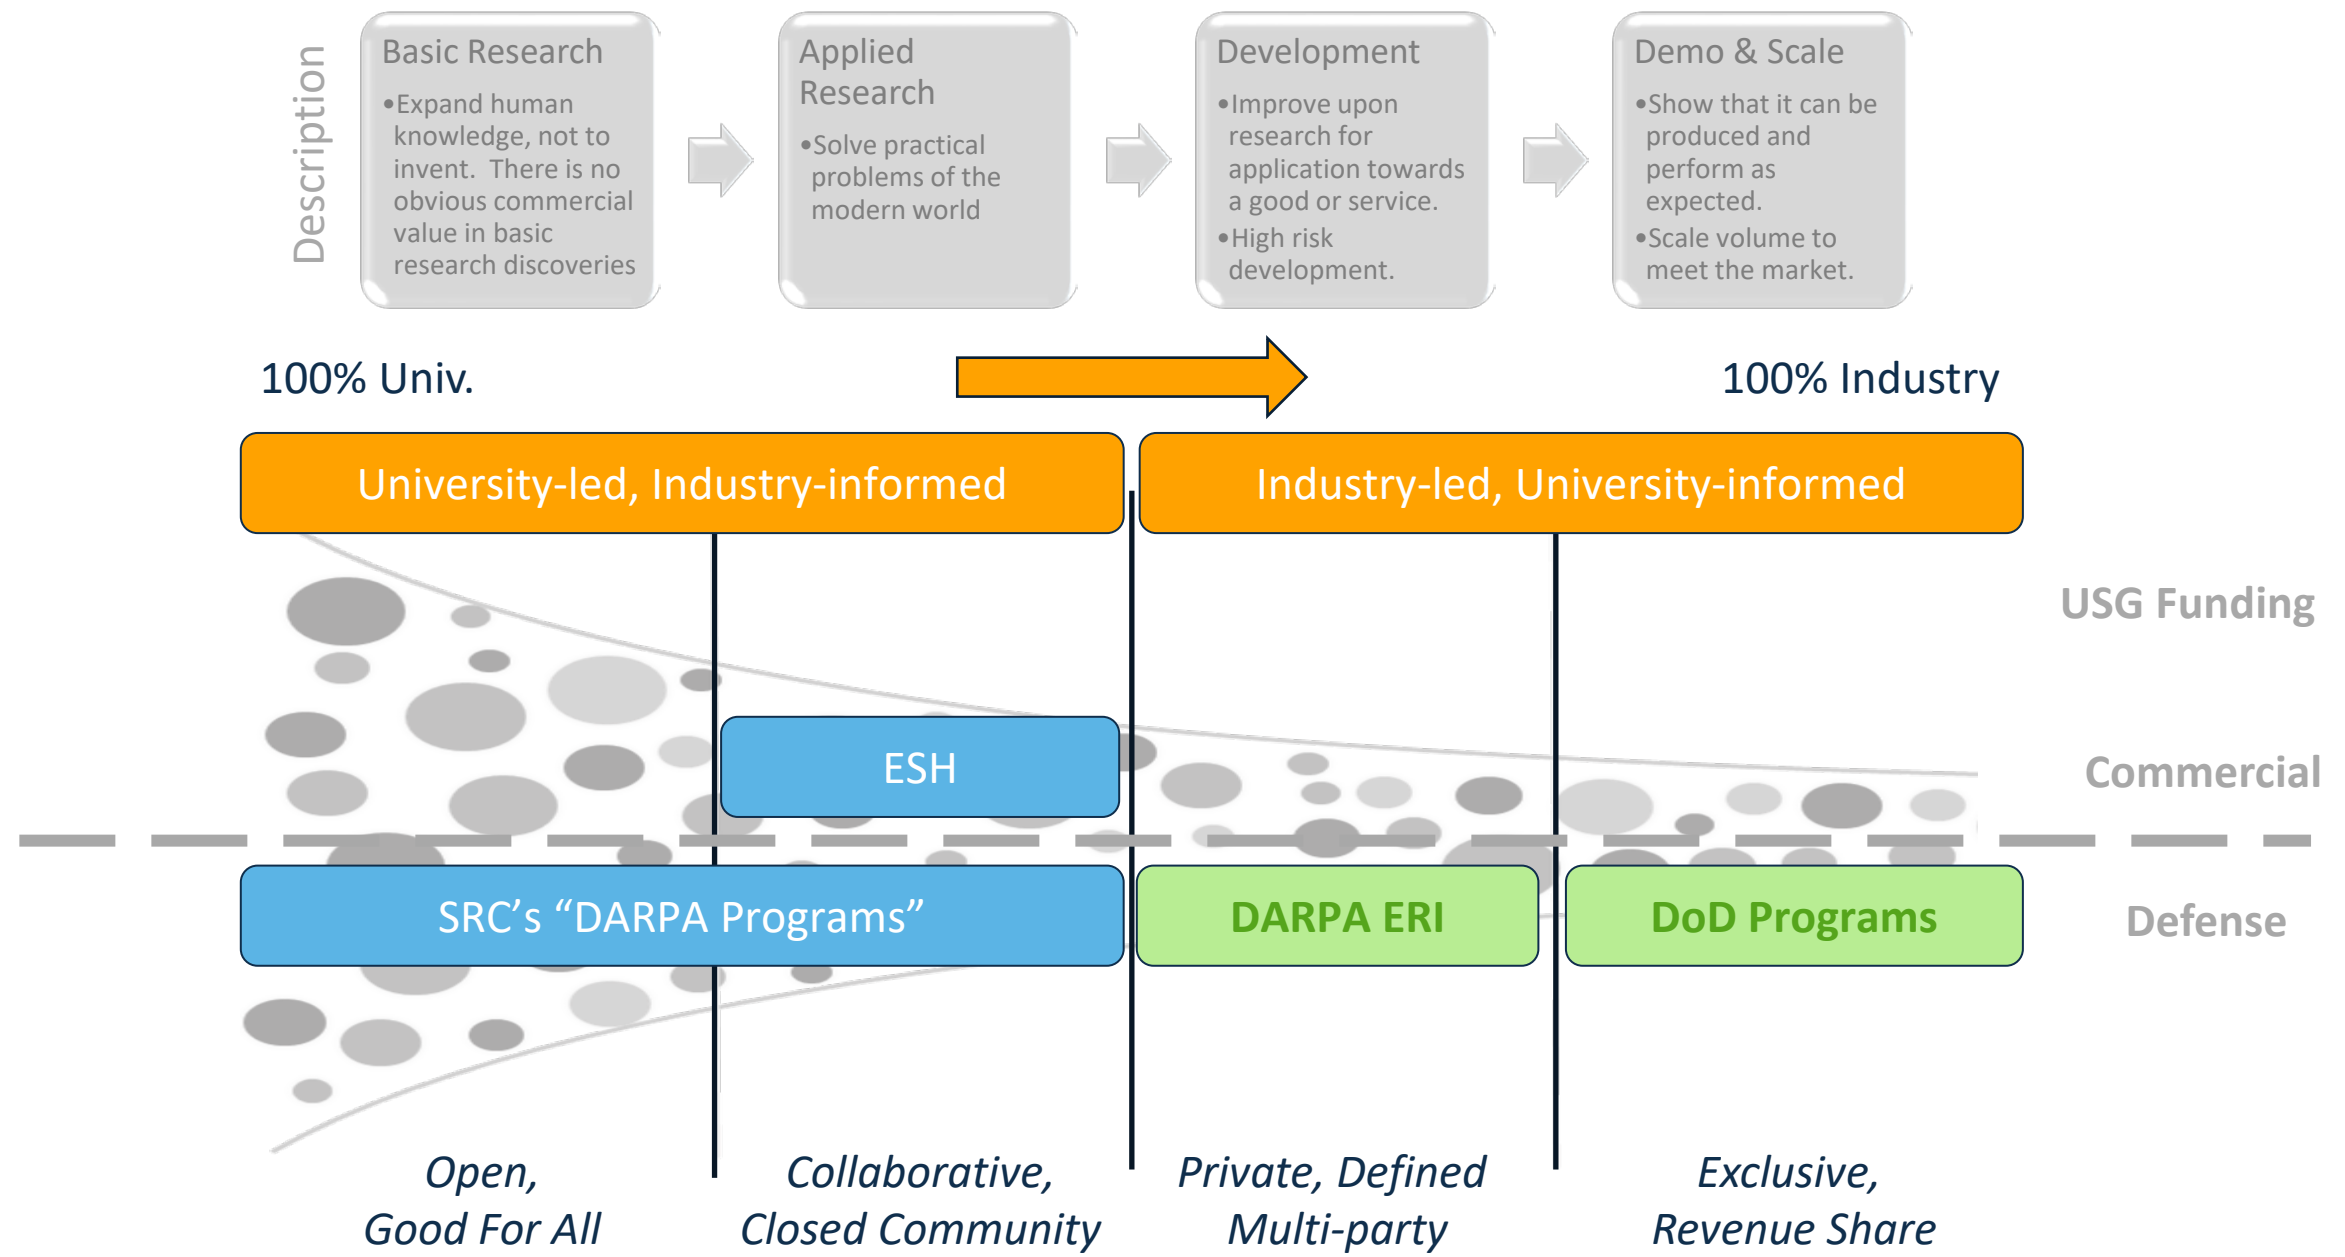 Description
Basic Research
•Expand human
knowledge, not to
invent.  There is no
obvious commercial
value in basic
research discoveries
Applied
Research
•Solve practical
problems of the
modern world
Development
•Improve upon
research for
application towards
a good or service.
•High risk
development.
Demo & Scale
•Show that it can be
produced and
perform as
expected.
•Scale volume to
meet the market.
100% Univ.
100% Industry
University-led, Industry-informed
Industry-led, University-informed
USG Funding
ESH
Commercial
SRC's “DARPA Programs”
DARPA ERI
DoD Programs
Defense
Open,
Good For All
Collaborative,
Closed Community
Private, Defined
Multi-party
Exclusive,
Revenue Share